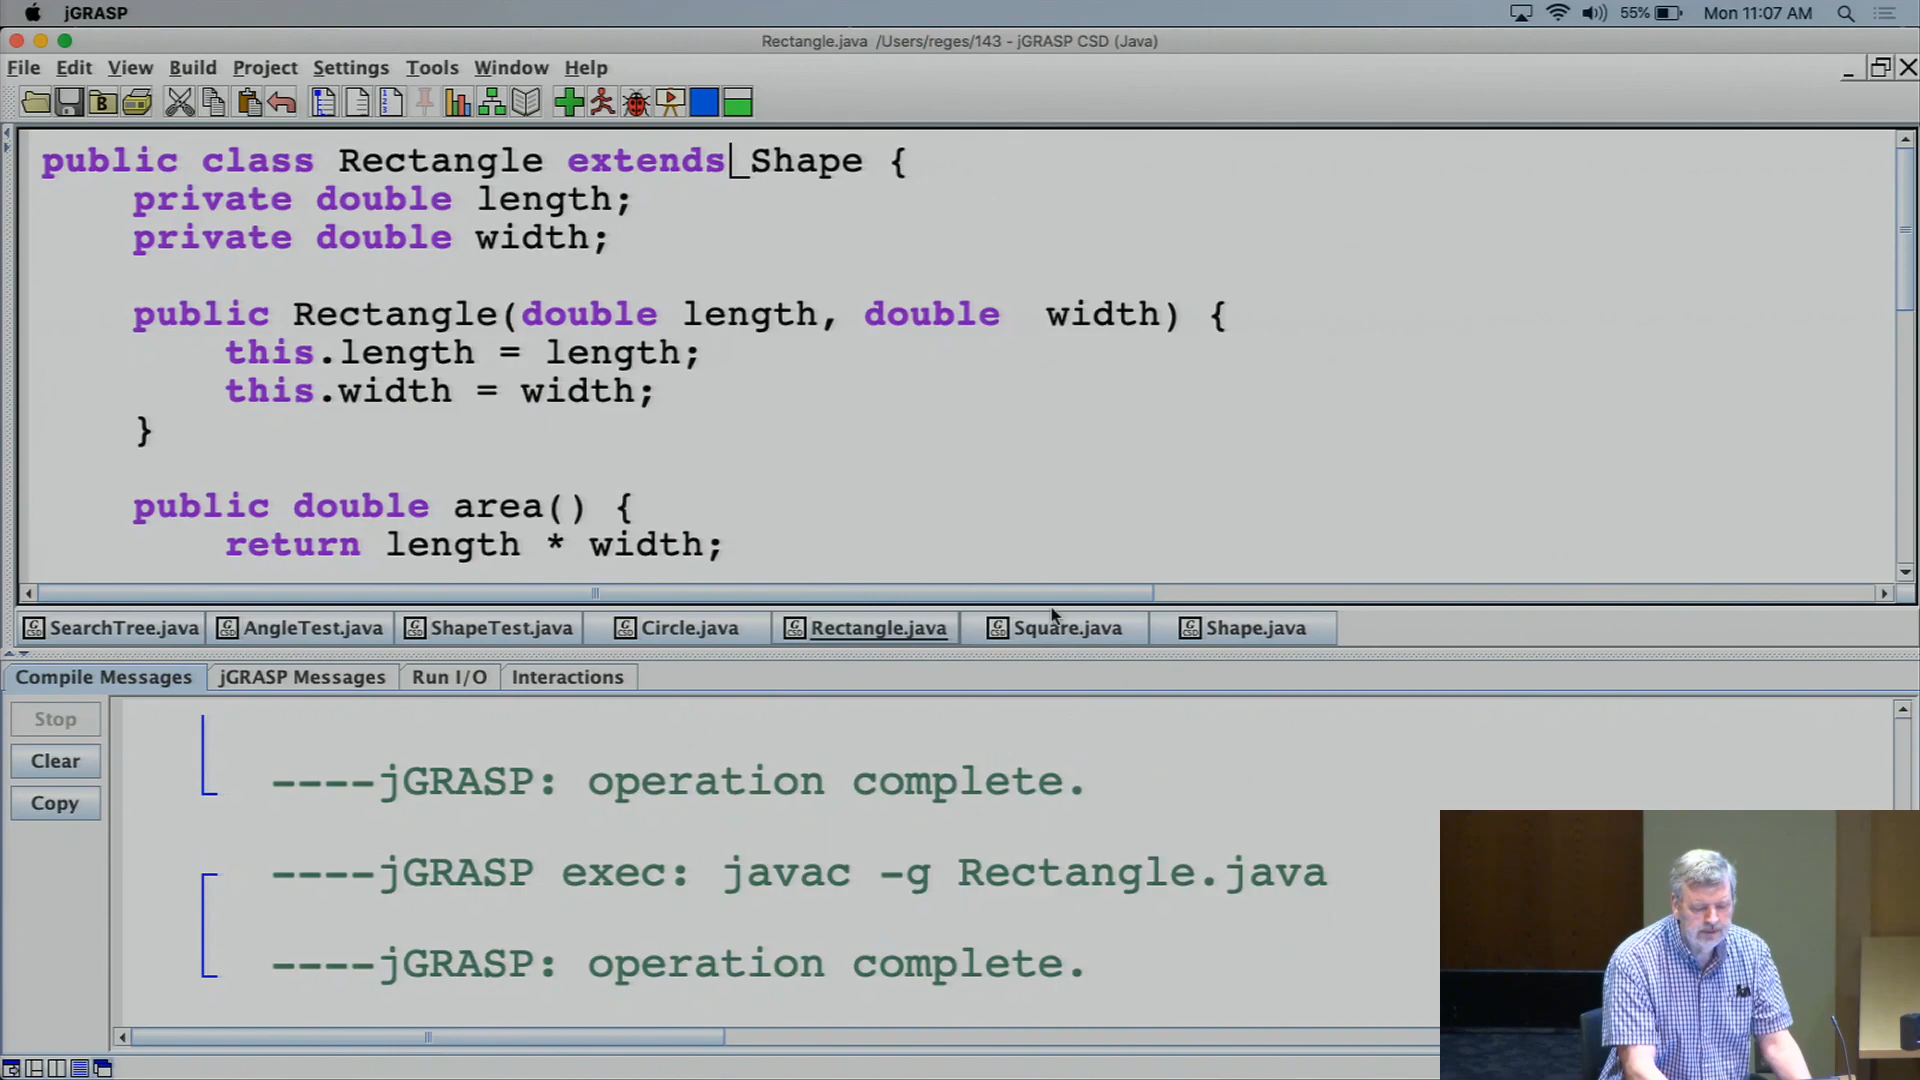 jGRASP 55% Mon 11:07 AM
Rectangle.java /Users/reges/143 - jGRASP CSD (Java)
File Edit View Build Project Settings Tools Window Help
public class Rectangle extends Shape {
private double length;
private double width;
public Rectangle(double length, double width) {
this.length = length;
this.width = width;
}
public double area() {
return length * width;
SearchTree.java AngleTest.java ShapeTest.java Circle.java Rectangle.java Square.java Shape.java
Compile Messages jGRASP Messages Run I/O Interactions
Stop
Clear
Copy
----jGRASP: operation complete.
----jGRASP exec: javac -g Rectangle.java
----jGRASP: operation complete.